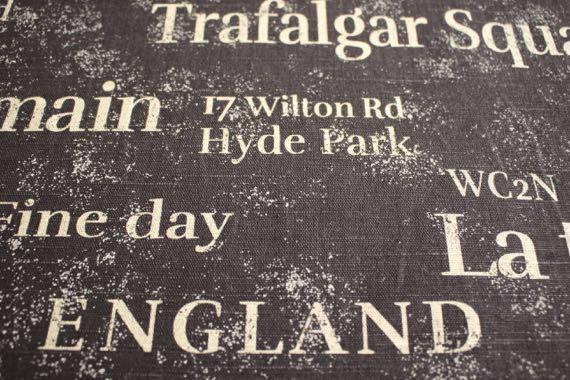 Trafalgar Squa
main
17 Wilton Rd.
Hyde Park.
WC2N
Fine day
La
ENGLAND